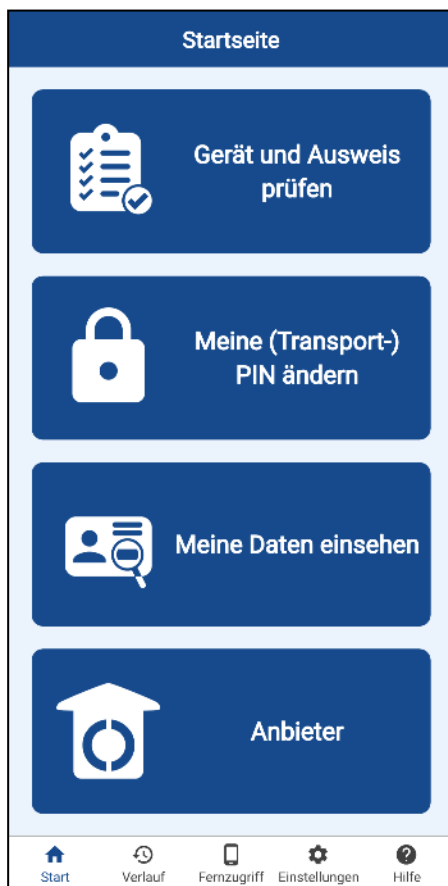 Startseite
Gerät und Ausweis
prüfen
Meine (Transport-)
PIN ändern
Meine Daten einsehen
Anbieter
Start Verlauf Fernzugriff Einstellungen Hilfe